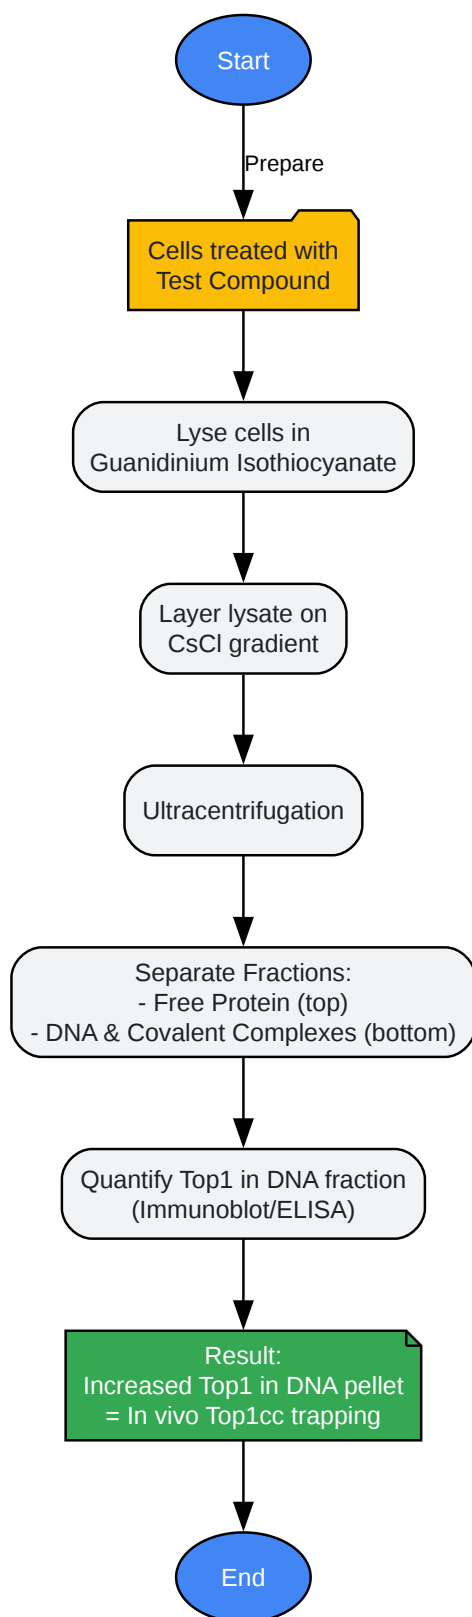 Start
Prepare
Cells treated with
Test Compound
Lyse cells in
Guanidinium Isothiocyanate
Layer lysate on
CsCl gradient
Ultracentrifugation
Separate Fractions:
- Free Protein (top)
- DNA & Covalent Complexes (bottom)
Quantify Top1 in DNA fraction
(Immunoblot/ELISA)
Result:
Increased Top1 in DNA pellet
= In vivo Top1cc trapping
End